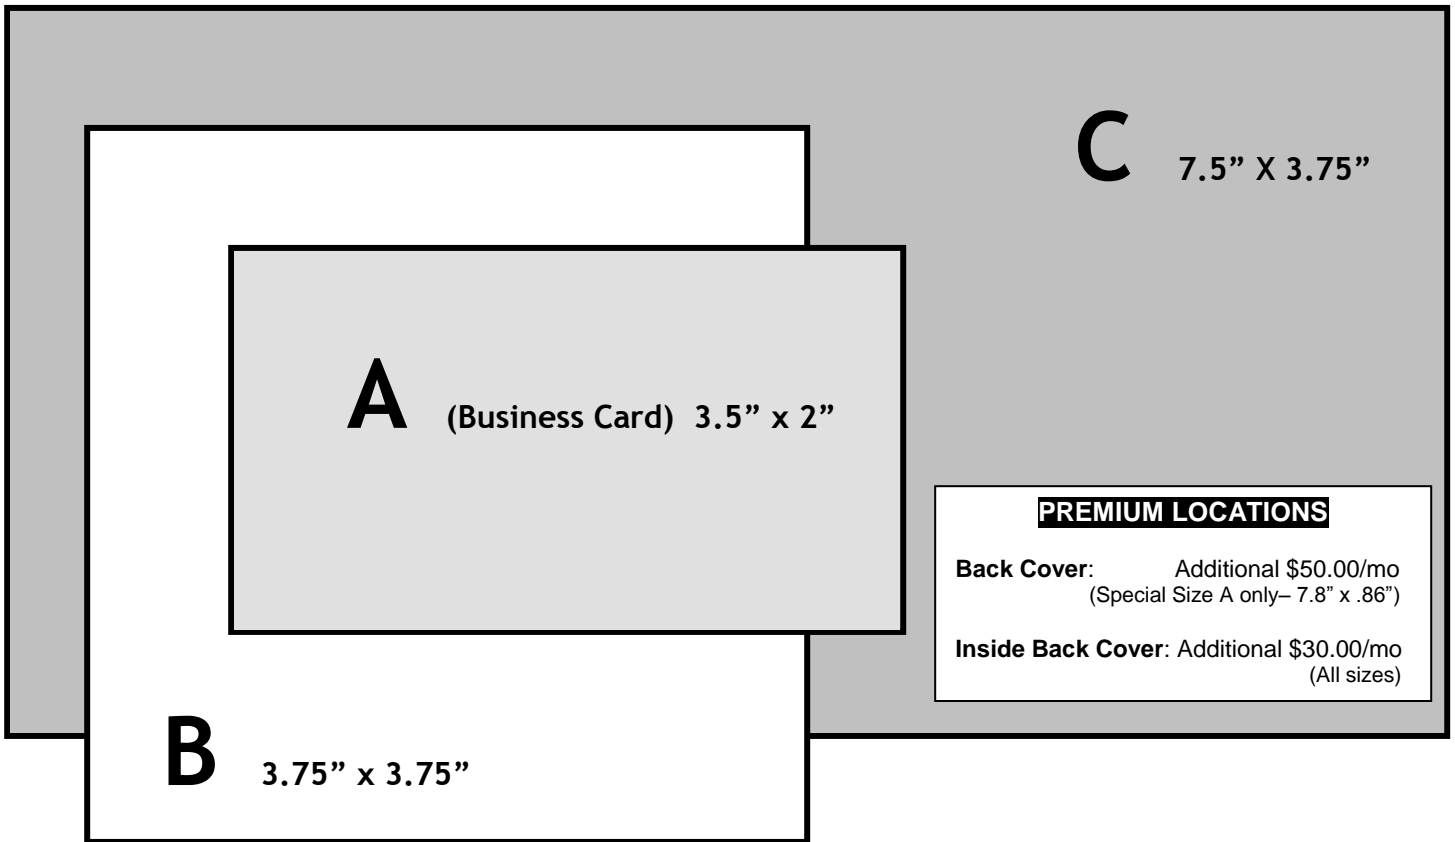 C 7.5” X 3.75”
A (Business Card) 3.5” x 2”
PREMIUM LOCATIONS
Back Cover: Additional $50.00/mo
(Special Size A only– 7.8” x .86”)
Inside Back Cover: Additional $30.00/mo
(All sizes)
B 3.75” x 3.75”